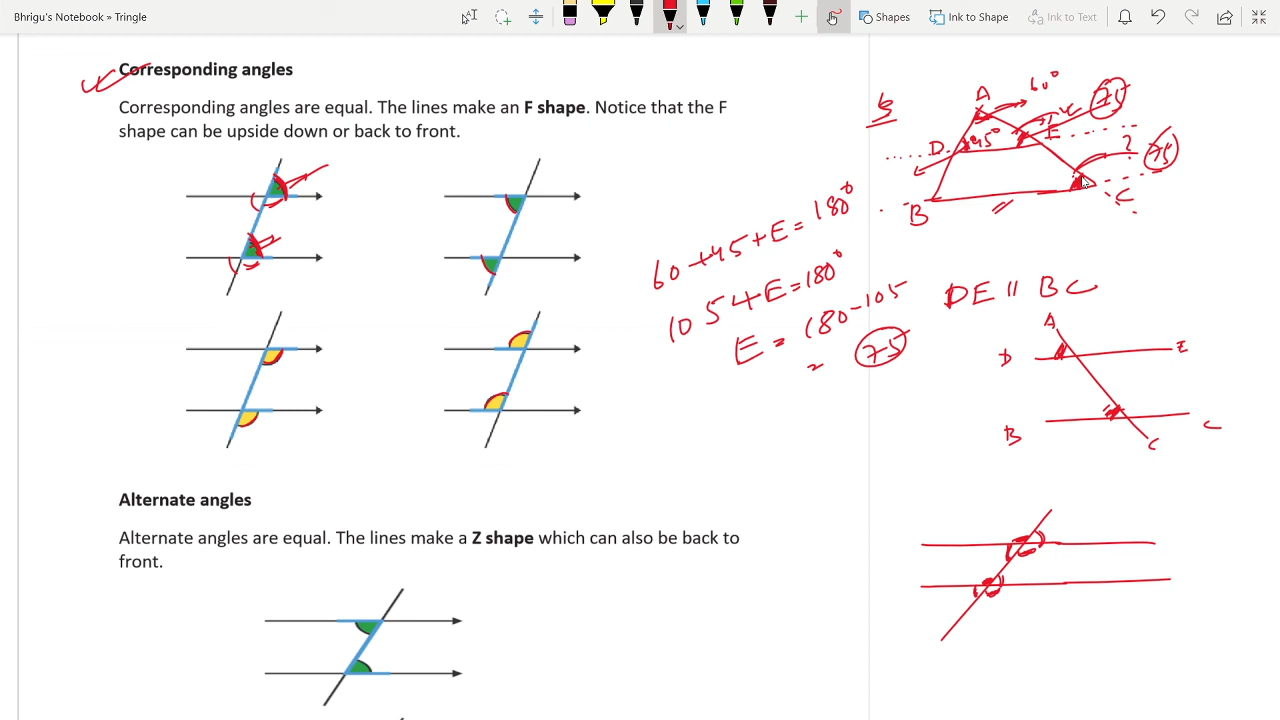 Bhrigu's Notebook » Tringle
Shapes
Ink to Shape
Ink to Text
Corresponding angles
Corresponding angles are equal. The lines make an F shape. Notice that the F
shape can be upside down or back to front.
Alternate angles
Alternate angles are equal. The lines make a Z shape which can also be back to
front.
A
60°
75
D
45°
E
?
75
B
C
60 + 45 + E = 180°
105 + E = 180°
E = 180 - 105
= 75
DE || BC
A
D
E
B
C
C